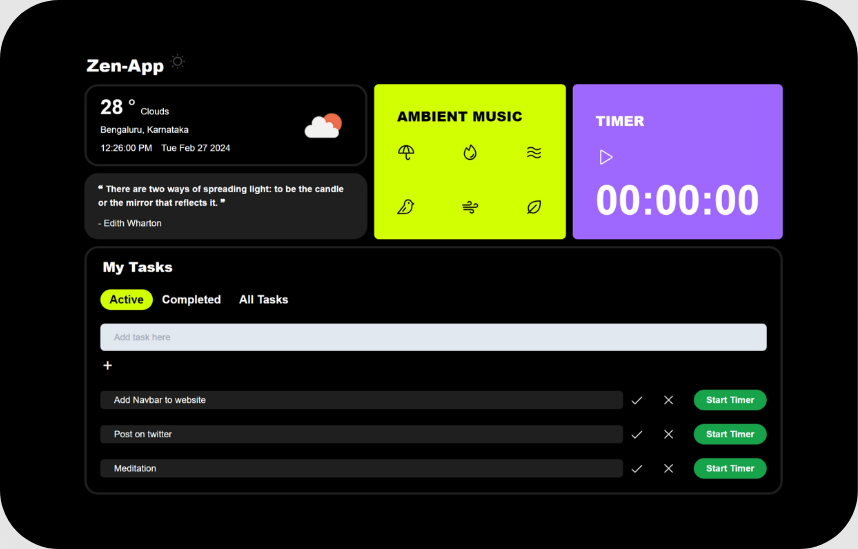 Zen-App
28 ° Clouds
Bengaluru, Karnataka
12:26:00 PM Tue Feb 27 2024
❝ There are two ways of spreading light: to be the candle
or the mirror that reflects it. ❞
- Edith Wharton
AMBIENT MUSIC
TIMER
00:00:00
My Tasks
Active Completed All Tasks
Add task here
+
Add Navbar to website Start Timer
Post on twitter Start Timer
Meditation Start Timer